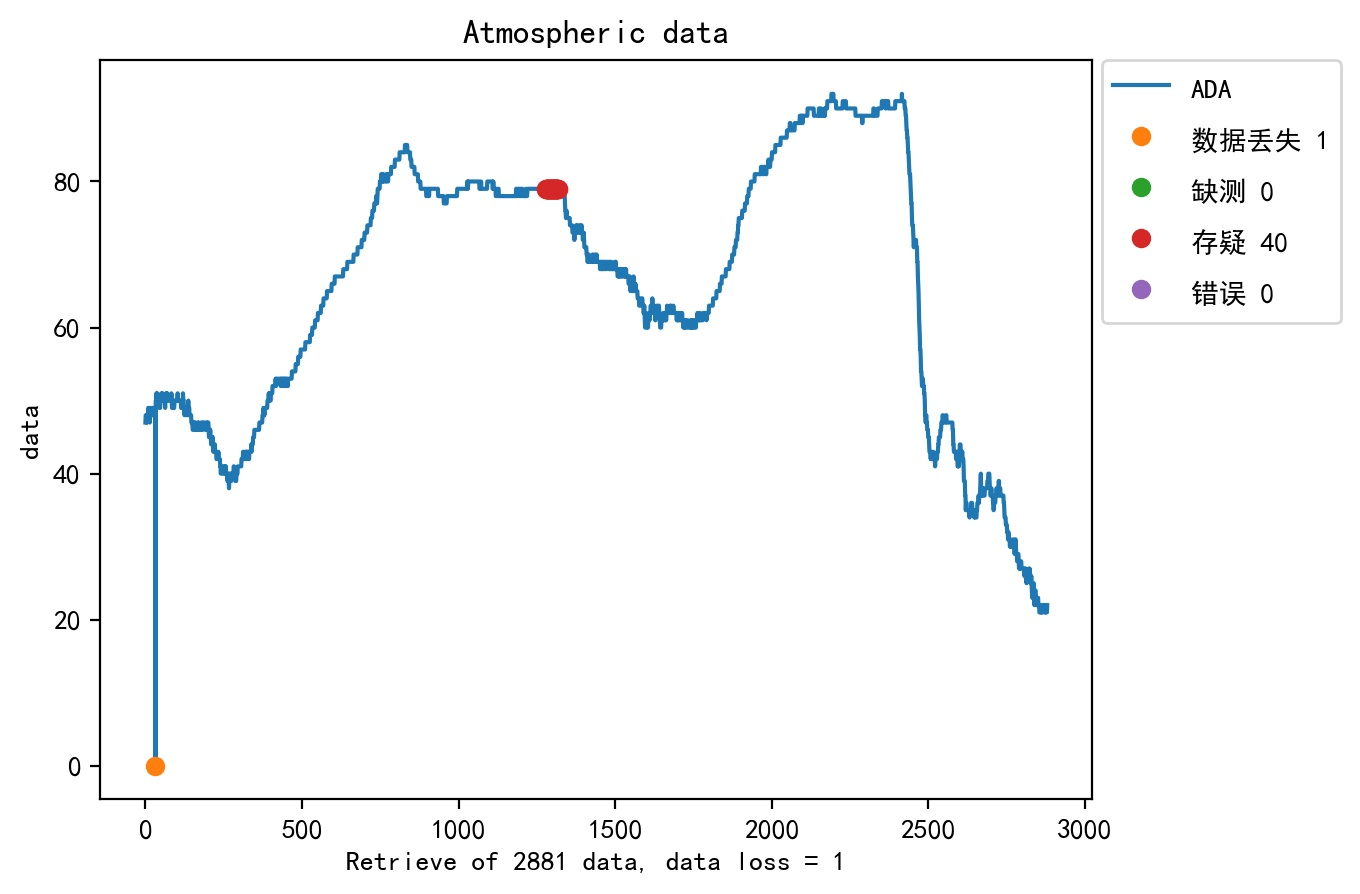 Atmospheric data
ADA
数据丢失 1
缺测 0
存疑 40
错误 0
data
80
60
40
20
0
0 500 1000 1500 2000 2500 3000
Retrieve of 2881 data, data loss = 1